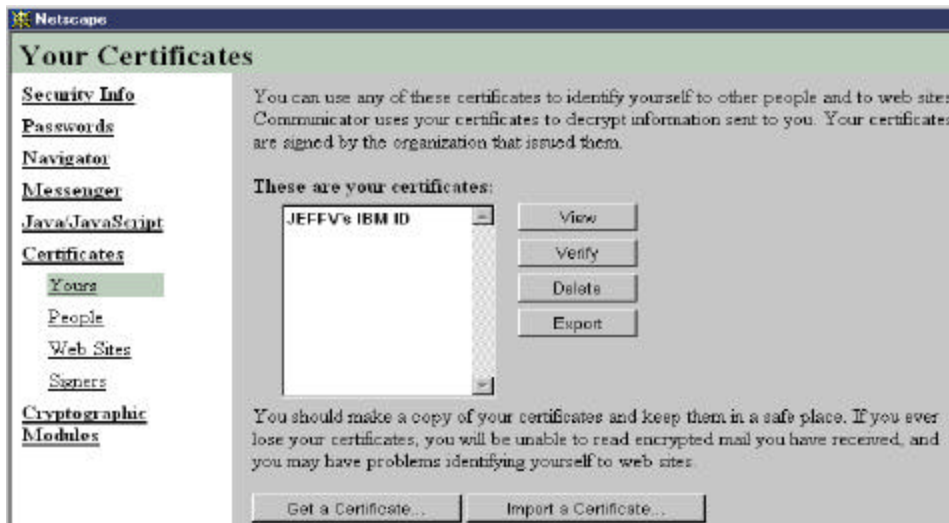 Netscape
Your Certificates
Security Info
Passwords
Navigator
Messenger
Java/JavaScript
Certificates
Yours
People
Web Sites
Signers
Cryptographic
Modules
You can use any of these certificates to identify yourself to other people and to web sites
Communicator uses your certificates to decrypt information sent to you. Your certificates
are signed by the organization that issued them.
These are your certificates:
JEFFV's IBM ID
View
Verify
Delete
Export
You should make a copy of your certificates and keep them in a safe place. If you ever
lose your certificates, you will be unable to read encrypted mail you have received, and
you may have problems identifying yourself to web sites.
Get a Certificate...
Import a Certificate...